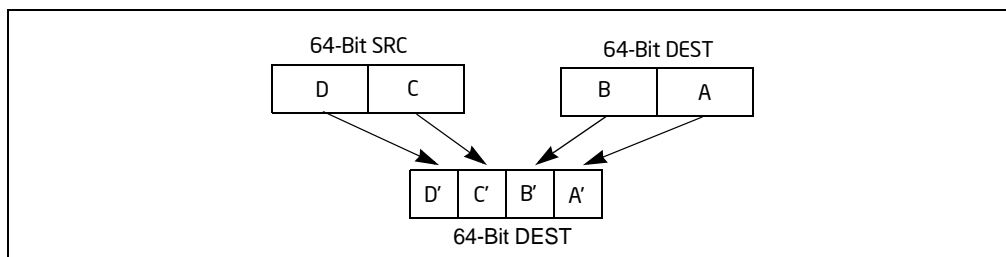 64-Bit SRC
64-Bit DEST
D C
B A
D’ C’ B’ A’
64-Bit DEST